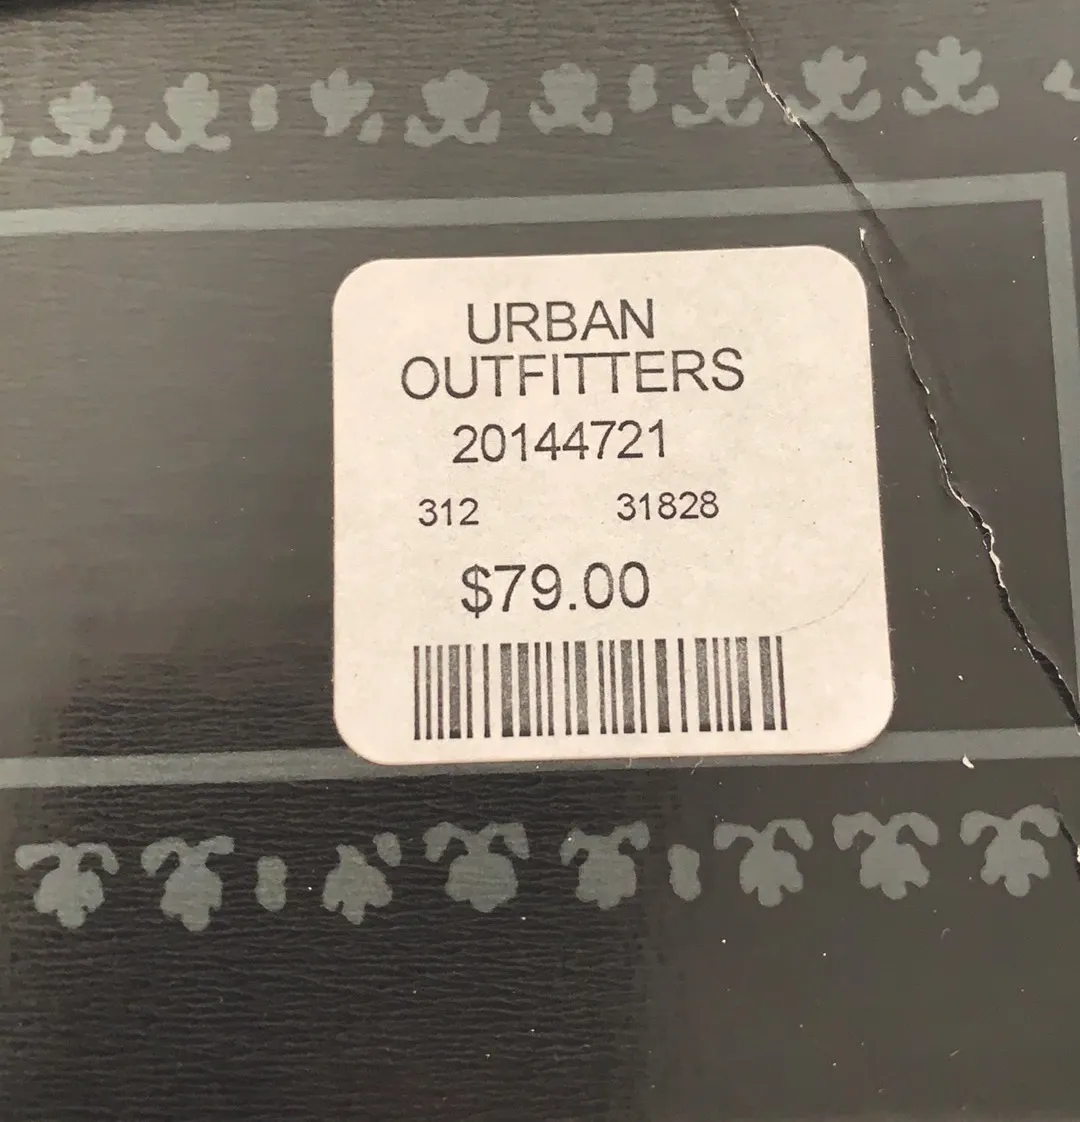 URBAN
OUTFITTERS
20144721
312 31828
$79.00